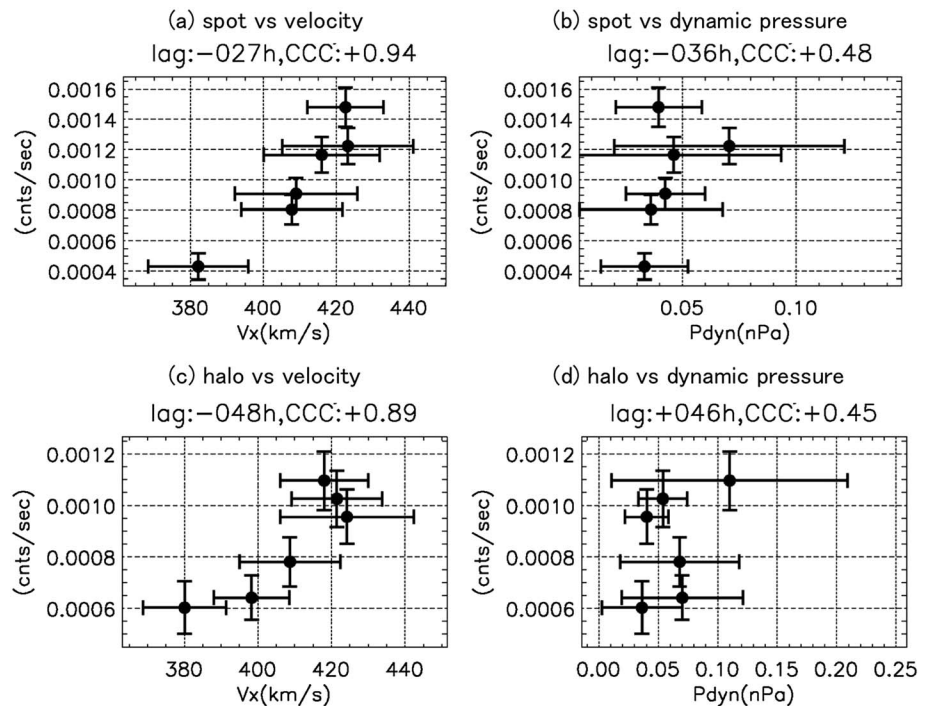 (a) spot vs velocity
lag:−027h,CCC:+0.94
(cnts/sec)
0.0016
0.0014
0.0012
0.0010
0.0008
0.0006
0.0004
380 400 420 440
Vx(km/s)
(b) spot vs dynamic pressure
lag:−036h,CCC:+0.48
(cnts/sec)
0.0016
0.0014
0.0012
0.0010
0.0008
0.0006
0.0004
0.05 0.10
Pdyn(nPa)
(c) halo vs velocity
lag:−048h,CCC:+0.89
(cnts/sec)
0.0012
0.0010
0.0008
0.0006
380 400 420 440
Vx(km/s)
(d) halo vs dynamic pressure
lag:+046h,CCC:+0.45
(cnts/sec)
0.0012
0.0010
0.0008
0.0006
0.00 0.05 0.10 0.15 0.20 0.25
Pdyn(nPa)